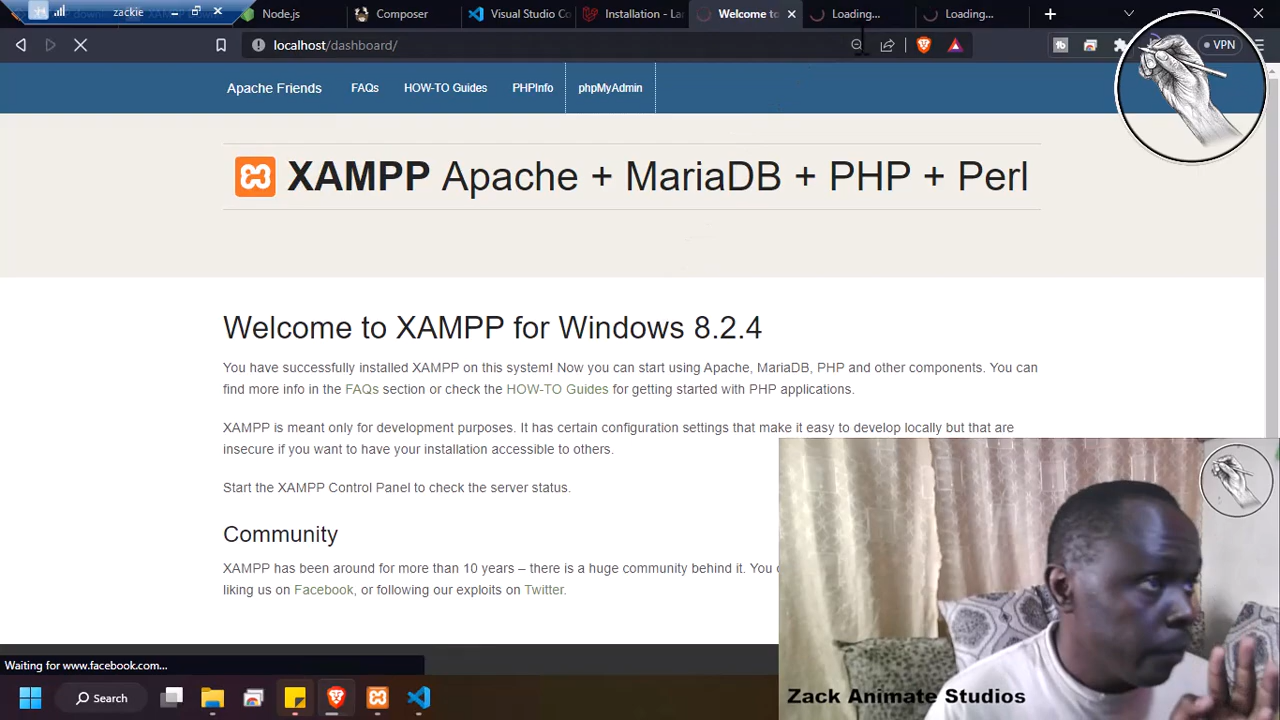 zackie
Node.js
Composer
Visual Studio Co
Installation - La
Welcome to
Loading...
Loading...
localhost/dashboard/
VPN
Apache Friends
FAQs
HOW-TO Guides
PHPInfo
phpMyAdmin
XAMPP Apache + MariaDB + PHP + Perl
Welcome to XAMPP for Windows 8.2.4
You have successfully installed XAMPP on this system! Now you can start using Apache, MariaDB, PHP and other components. You can
find more info in the FAQs section or check the HOW-TO Guides for getting started with PHP applications.
XAMPP is meant only for development purposes. It has certain configuration settings that make it easy to develop locally but that are
insecure if you want to have your installation accessible to others.
Start the XAMPP Control Panel to check the server status.
Community
XAMPP has been around for more than 10 years – there is a huge community behind it. You c
liking us on Facebook, or following our exploits on Twitter.
Waiting for www.facebook.com...
Search
Zack Animate Studios